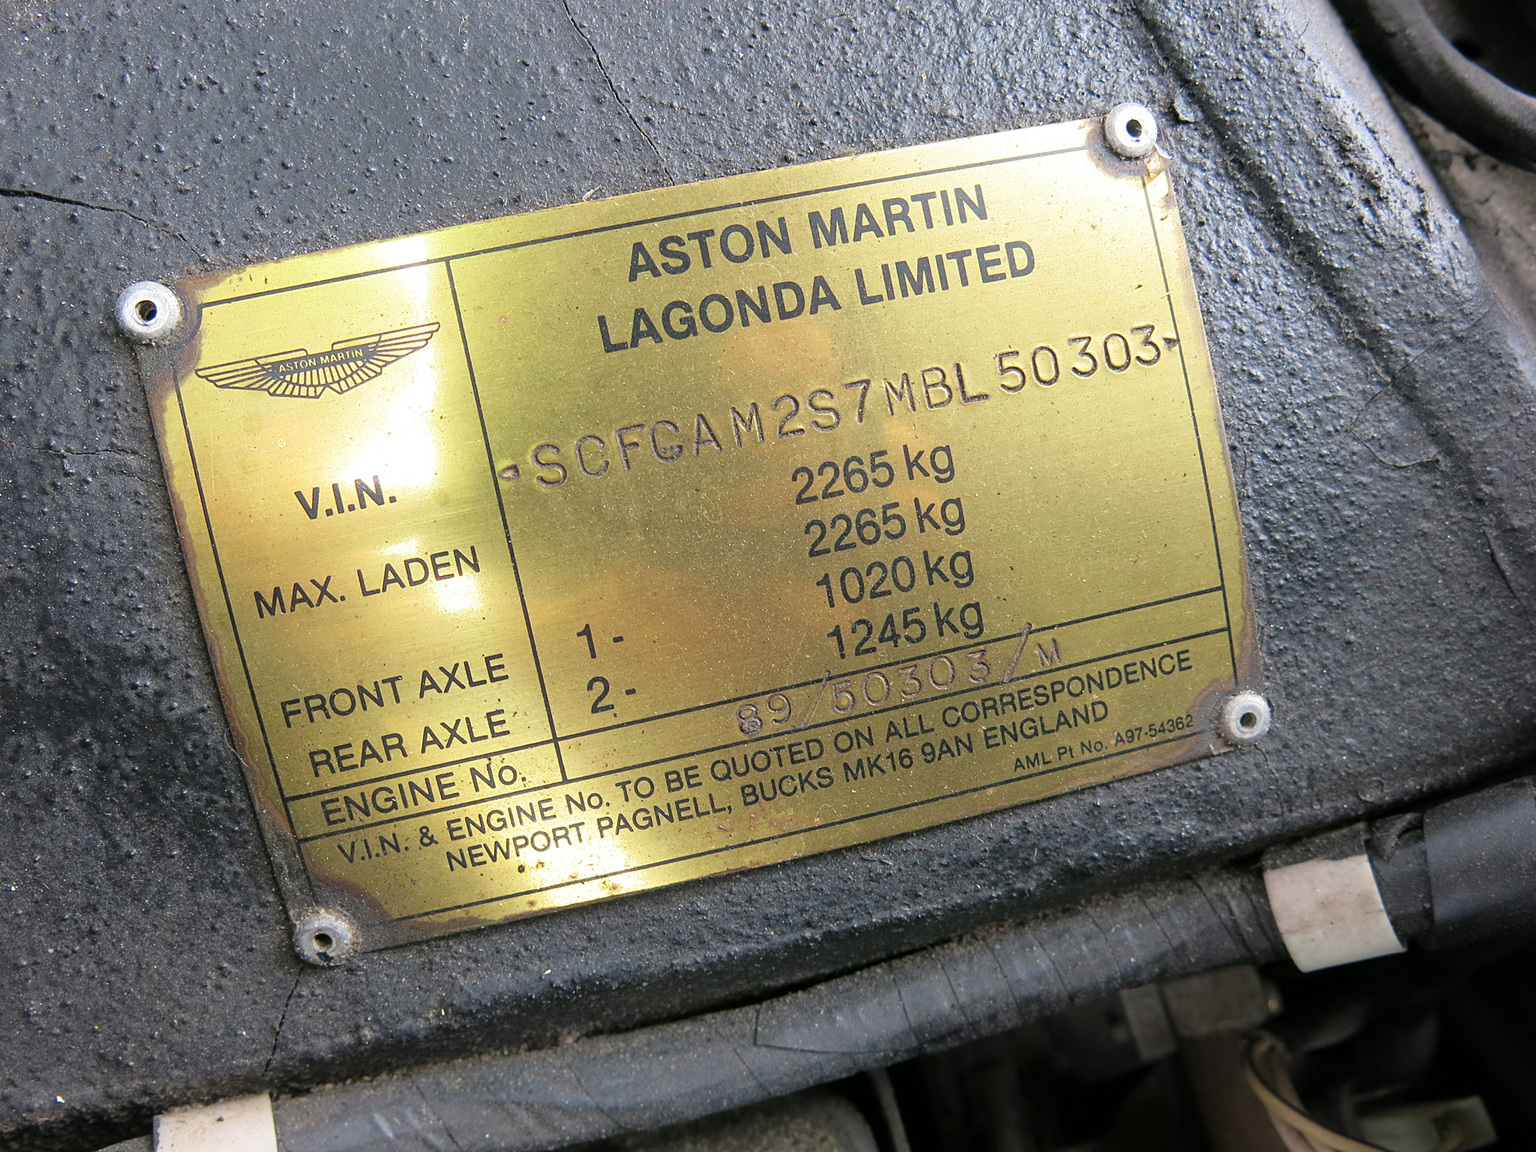 ASTON MARTIN
LAGONDA LIMITED
ASTON MARTIN
V.I.N. SCFCAM2S7MBL50303
2265 kg
MAX. LADEN 2265 kg
FRONT AXLE 1- 1020 kg
REAR AXLE 2- 1245 kg
ENGINE No. 89/50303/M
V.I.N. & ENGINE No. TO BE QUOTED ON ALL CORRESPONDENCE
NEWPORT PAGNELL, BUCKS MK16 9AN ENGLAND
AML Pt No. A97-54362